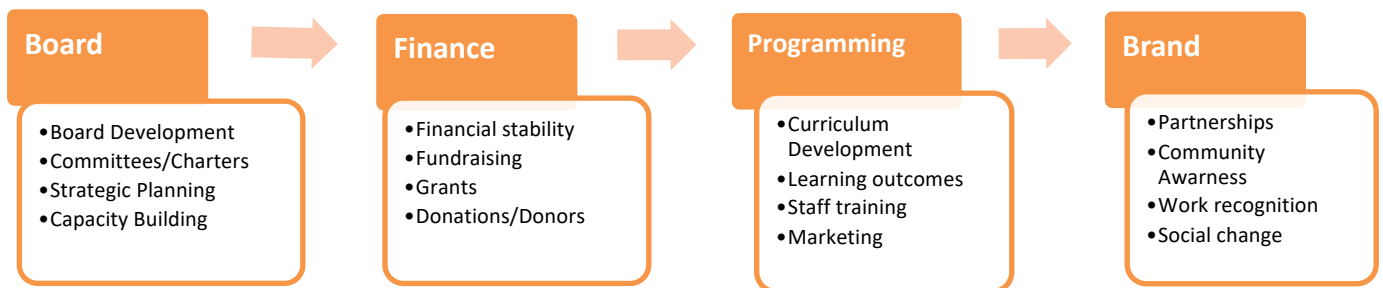 Board
•Board Development
•Committees/Charters
•Strategic Planning
•Capacity Building
Finance
•Financial stability
•Fundraising
•Grants
•Donations/Donors
Programming
•Curriculum
Development
•Learning outcomes
•Staff training
•Marketing
Brand
•Partnerships
•Community
Awarness
•Work recognition
•Social change